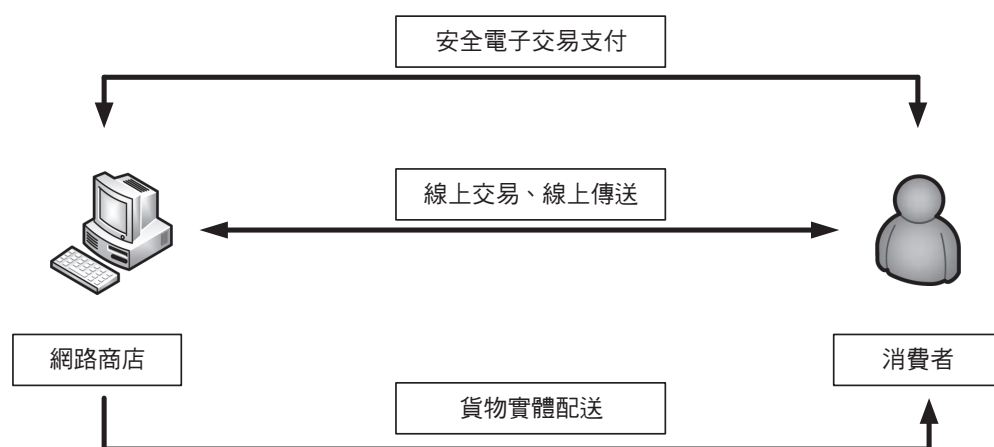 安全電子交易支付
線上交易、線上傳送
網路商店
消費者
貨物實體配送